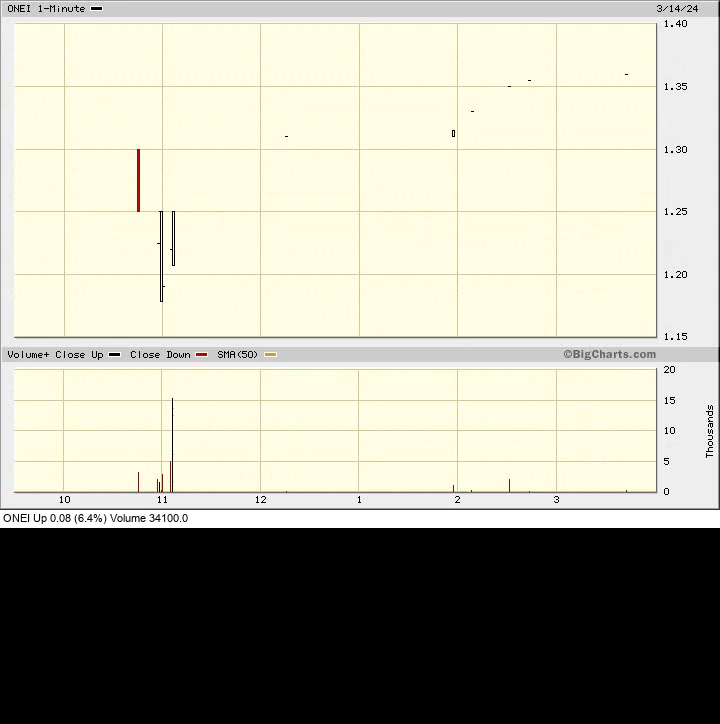 ONEI 1-Minute 3/14/24
1.40
1.35
1.30
1.25
1.20
1.15
Volume+ Close Up Close Down SMA(50) ©BigCharts.com
20
15
10
5
0
Thousands
10 11 12 1 2 3
ONEI Up 0.08 (6.4%) Volume 34100.0